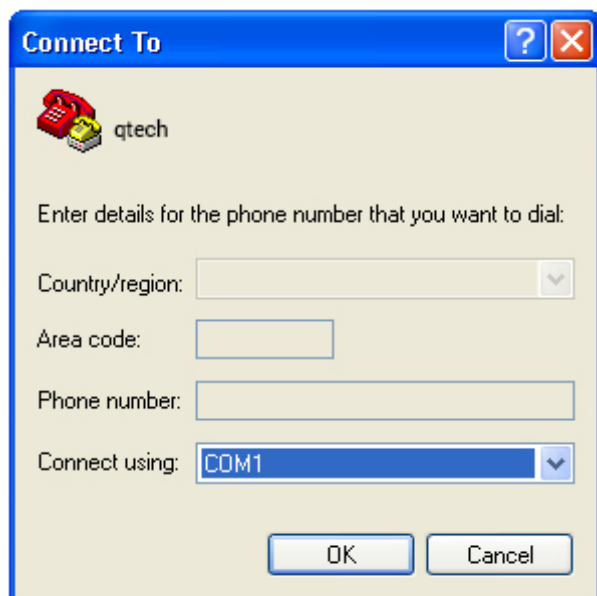 Connect To
qtech
Enter details for the phone number that you want to dial:
Country/region:
Area code:
Phone number:
Connect using: COM1
OK Cancel